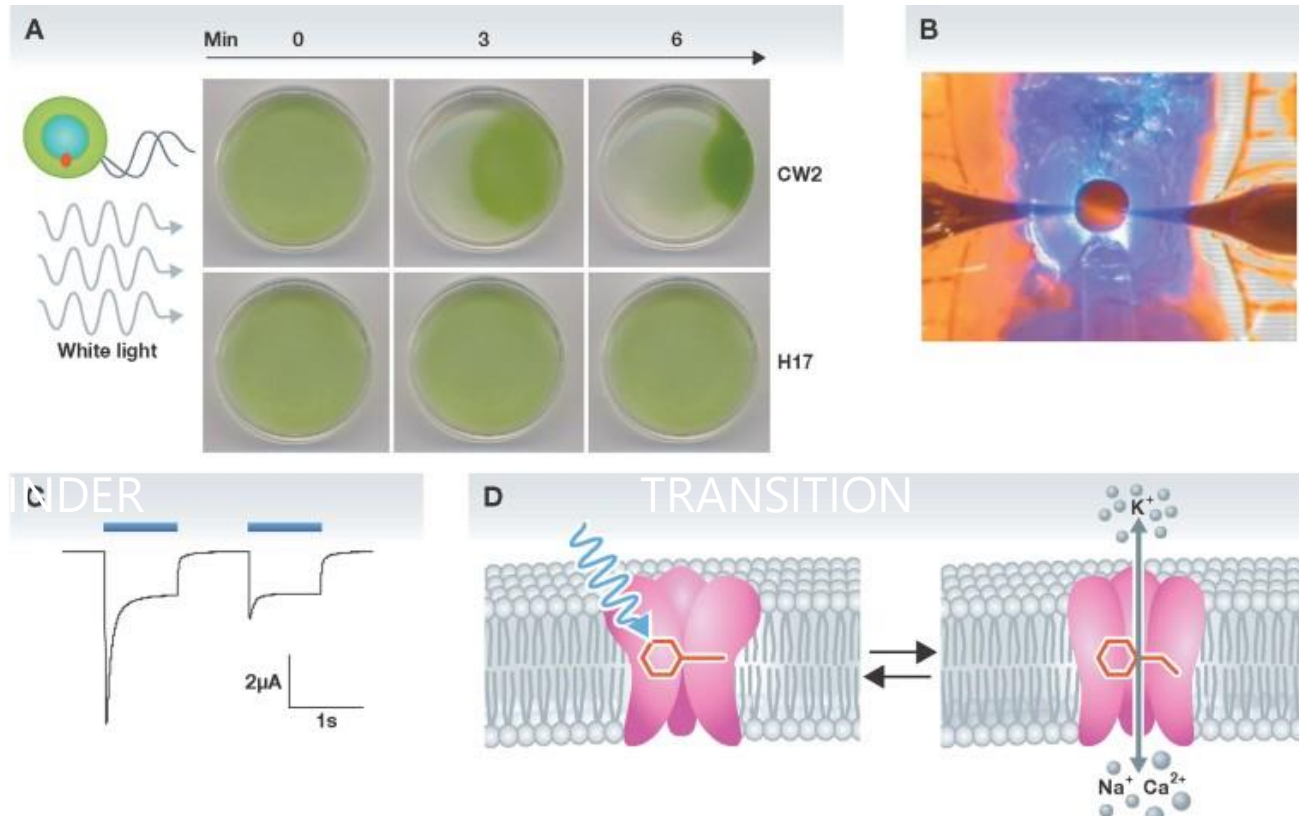 A
Min 0 3 6
CW2
White light
H17
B
C
INDER
2µA
1s
D
TRANSITION
K+
Na+ Ca2+